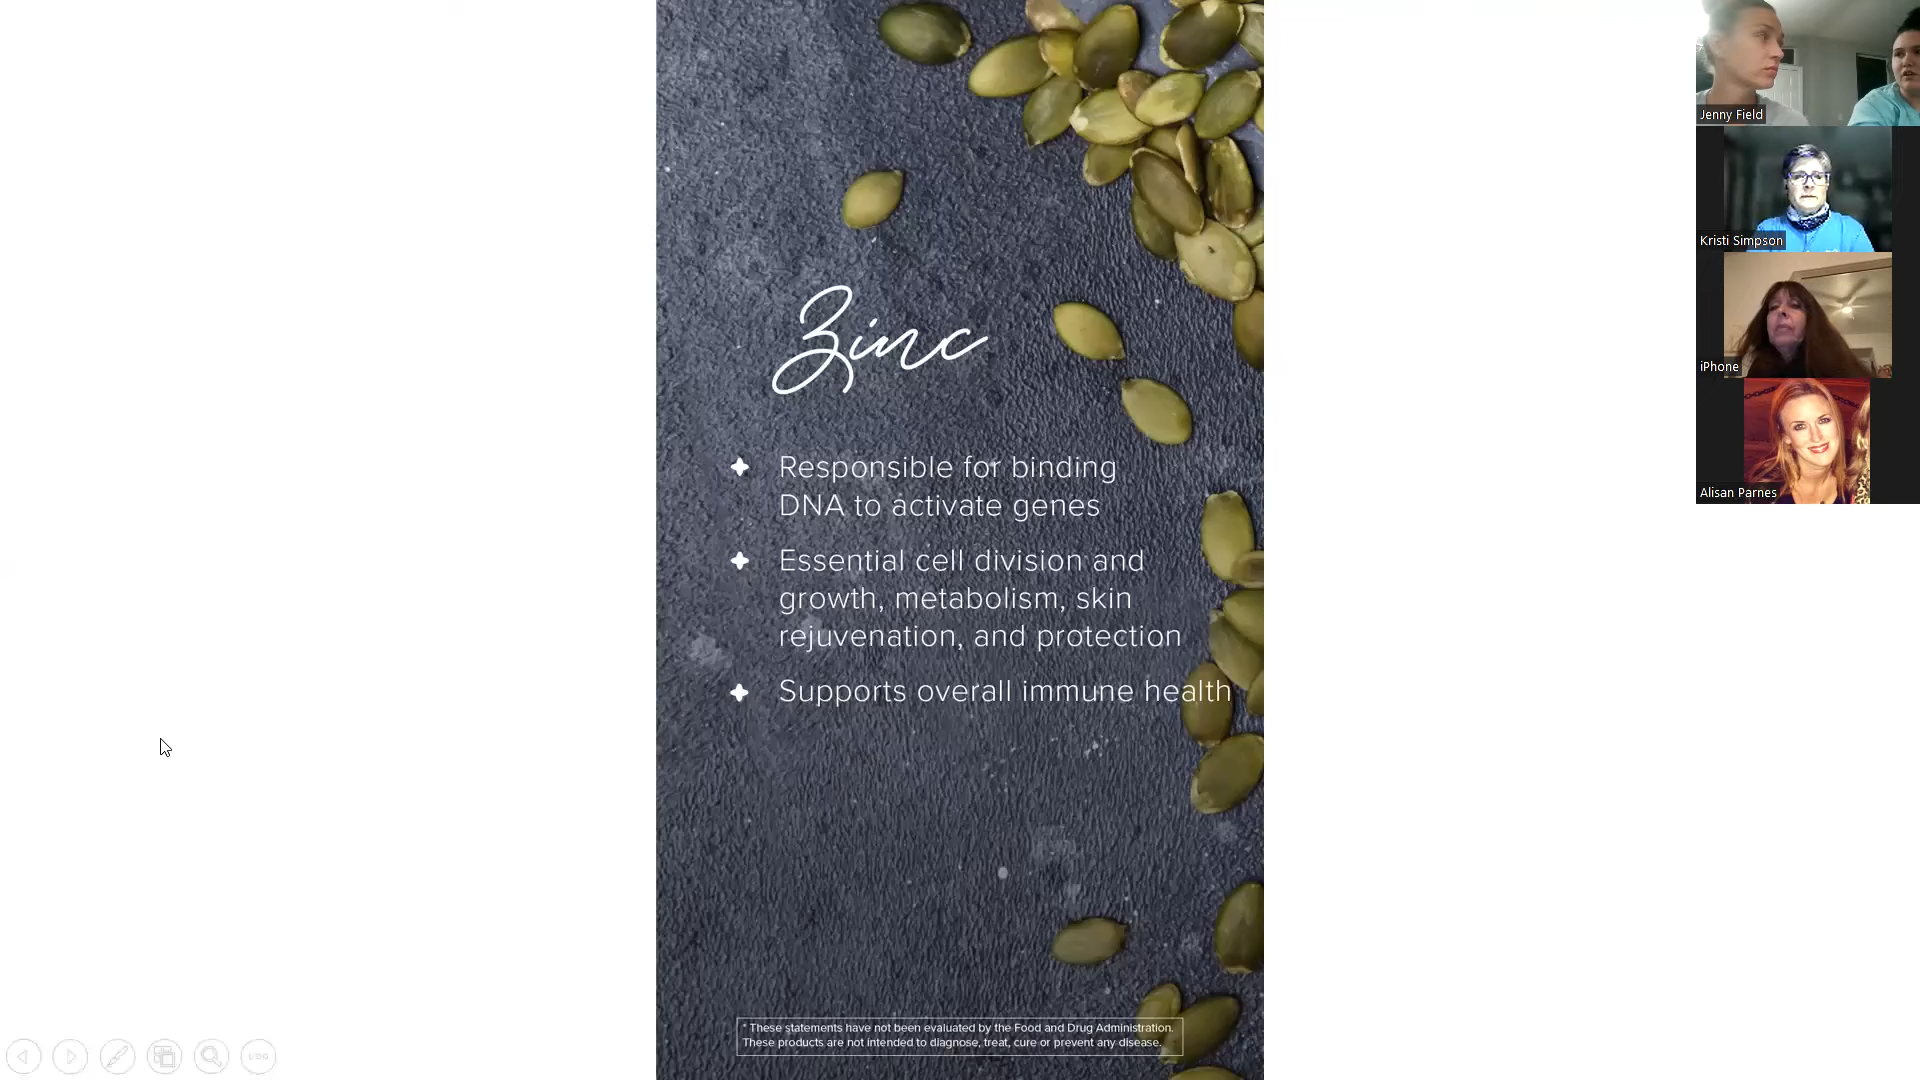 Zinc
Responsible for binding
DNA to activate genes
Essential cell division and
growth, metabolism, skin
rejuvenation, and protection
Supports overall immune health
* These statements have not been evaluated by the Food and Drug Administration.
These products are not intended to diagnose, treat, cure or prevent any disease.
Jenny Field
Kristi Simpson
iPhone
Alisan Parnes